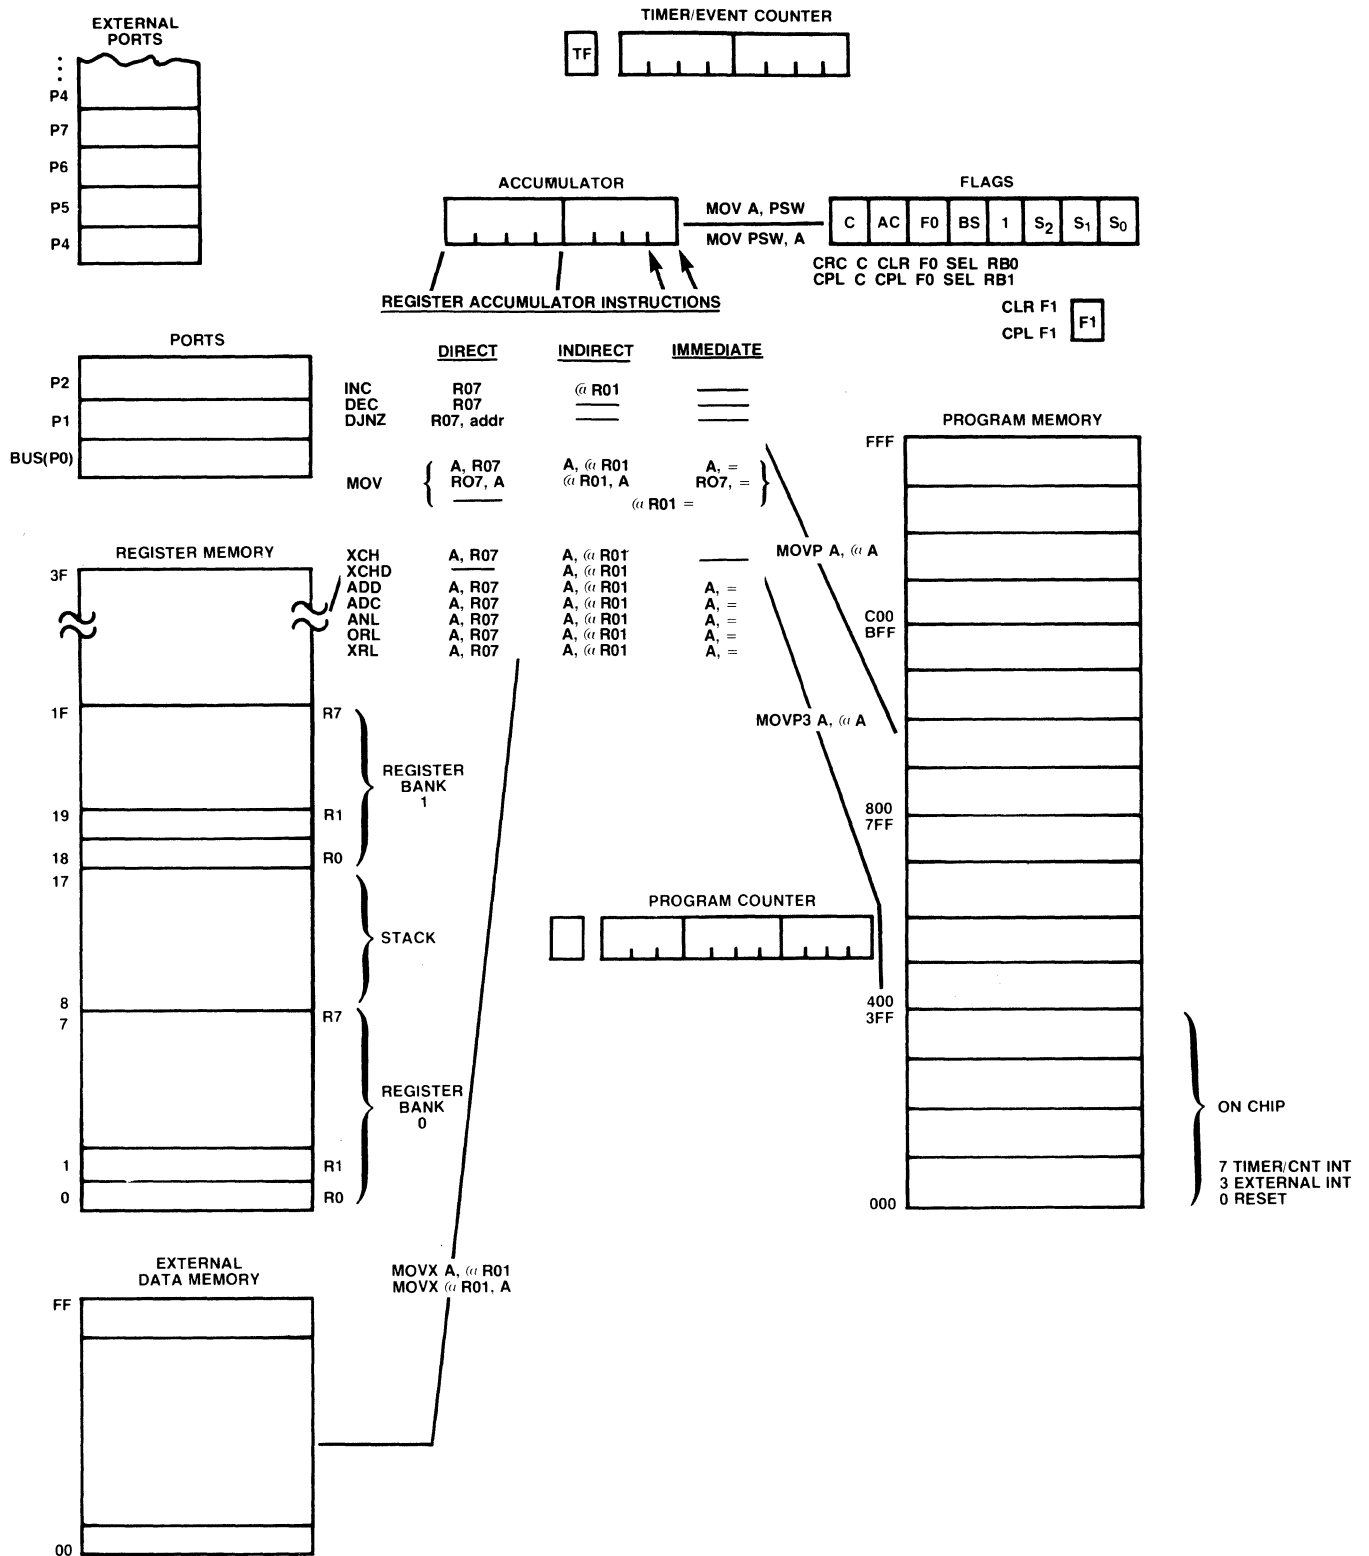 EXTERNAL
PORTS
P4
P7
P6
P5
P4
TIMER/EVENT COUNTER
TF
ACCUMULATOR
MOV A, PSW
MOV PSW, A
FLAGS
C AC F0 BS 1 S2 S1 S0
CRC C CLR F0 SEL RB0
CPL C CPL F0 SEL RB1
CLR F1
CPL F1
F1
REGISTER ACCUMULATOR INSTRUCTIONS
DIRECT INDIRECT IMMEDIATE
INC R07 @ R01
DEC R07
DJNZ R07, addr
MOV
A, R07 A, @ R01 A, =
RO7, A @ R01, A RO7, =
@ R01 =
XCH A, R07 A, @ R01
XCHD A, @ R01
ADD A, R07 A, @ R01 A, =
ADC A, R07 A, @ R01 A, =
ANL A, R07 A, @ R01 A, =
ORL A, R07 A, @ R01 A, =
XRL A, R07 A, @ R01 A, =
PORTS
P2
P1
BUS(P0)
REGISTER MEMORY
3F
1F R7
REGISTER
BANK
1
19 R1
18 R0
17
STACK
8
7 R7
REGISTER
BANK
0
1 R1
0 R0
EXTERNAL
DATA MEMORY
FF
00
MOVX A, @ R01
MOVX @ R01, A
MOVP A, @ A
MOVP3 A, @ A
PROGRAM COUNTER
PROGRAM MEMORY
FFF
C00
BFF
800
7FF
400
3FF
000
ON CHIP
7 TIMER/CNT INT
3 EXTERNAL INT
0 RESET